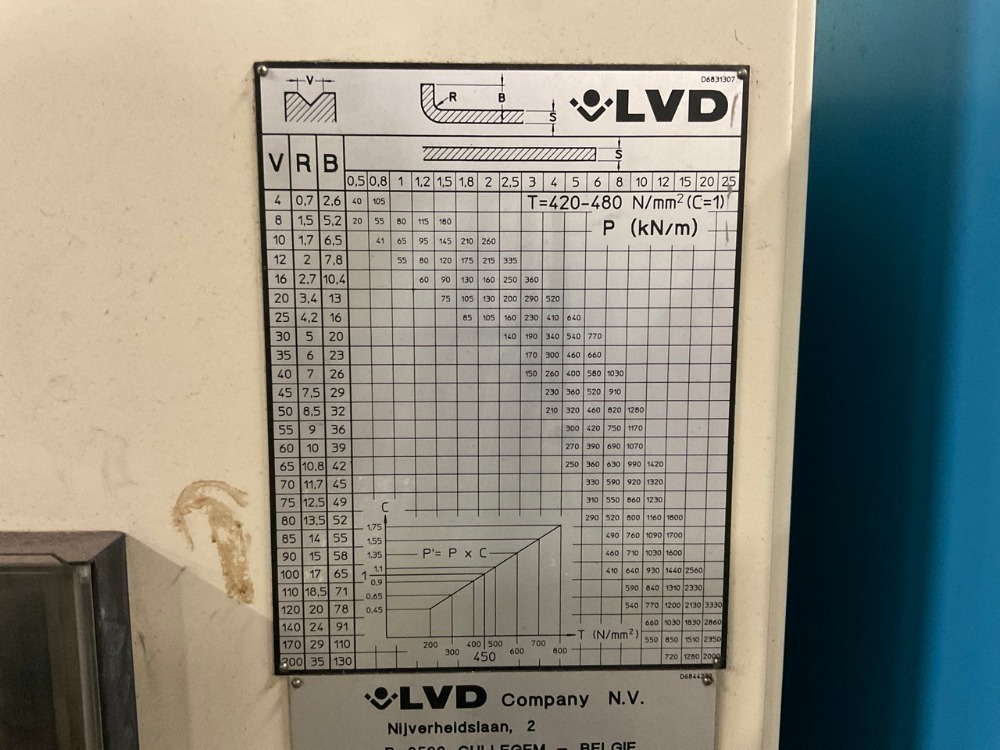 D6831307
V
R
B
S
LVD
S
V R B
0,5 0,8 1 1,2 1,5 1,8 2 2,5 3 4 5 6 8 10 12 15 20 25
4 0,7 2,6 40 105 T=420-480 N/mm² (C=1)
8 1,5 5,2 20 55 80 115 180 P (kN/m)
10 1,7 6,5 41 65 95 145 210 260
12 2 7,8 55 80 120 175 215 335
16 2,7 10,4 60 90 130 160 250 360
20 3,4 13 75 105 130 200 290 520
25 4,2 16 85 105 160 230 410 640
30 5 20 140 190 340 540 770
35 6 23 170 300 460 660
40 7 26 150 260 400 580 1030
45 7,5 29 230 360 520 910
50 8,5 32 210 320 460 820 1280
55 9 36 300 420 750 1170
60 10 39 270 390 690 1070
65 10,8 42 250 360 630 990 1420
70 11,7 45 330 590 920 1320
75 12,5 49 310 550 860 1230
80 13,5 52 290 520 800 1160 1800
85 14 55 490 760 1090 1700
90 15 58 460 710 1030 1600
100 17 65 410 640 930 1440 2560
110 18,5 71 590 840 1310 2330
120 20 78 540 770 1200 2130 3330
140 24 91 660 1030 1830 2860
170 29 110 550 850 1510 2350
200 35 130 720 1280 2000
C
1,75
1,55
1,35
1,1
1
0,9
0,65
0,45
P'= P x C
T (N/mm²)
200 300 400 450 500 600 700 800
LVD Company N.V.
Nijverheidslaan, 2
GULLEGEM - BELGIE